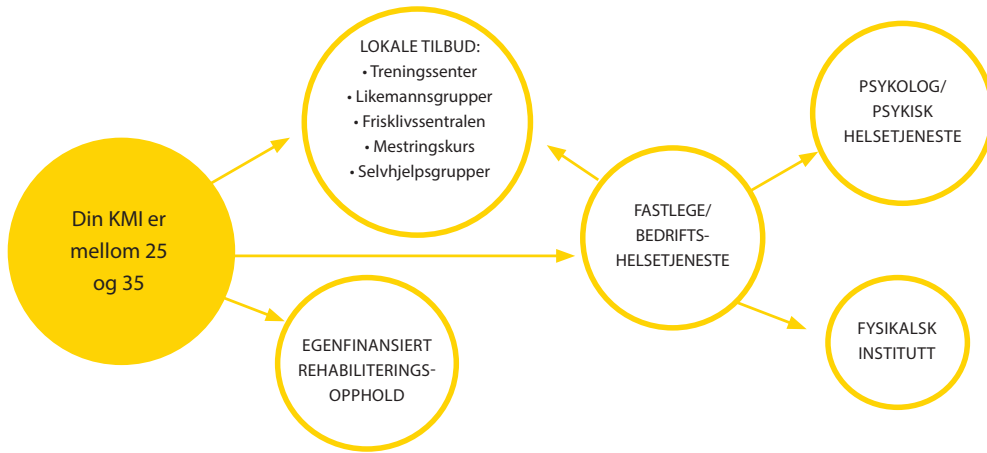 Din KMI er
mellom 25
og 35
LOKALE TILBUD:
• Treningssenter
• Likemannsgrupper
• Frisklivssentralen
• Mestringskurs
• Selvhjelpsgrupper
EGENFINANSIERT
REHABILITERINGS-
OPPHOLD
FASTLEGE/
BEDRIFTS-
HELSETJENESTE
PSYKOLOG/
PSYKISK
HELSETJENESTE
FYSIKALSK
INSTITUTT